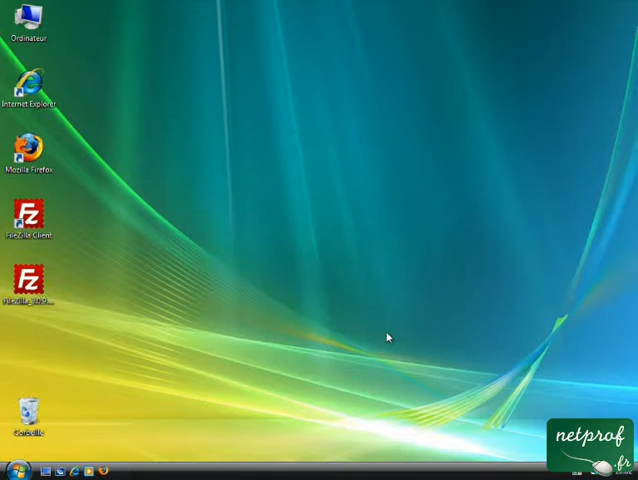 Ordinateur
Internet Explorer
Mozilla Firefox
FileZilla Client
Corbeille
netprof
.fr